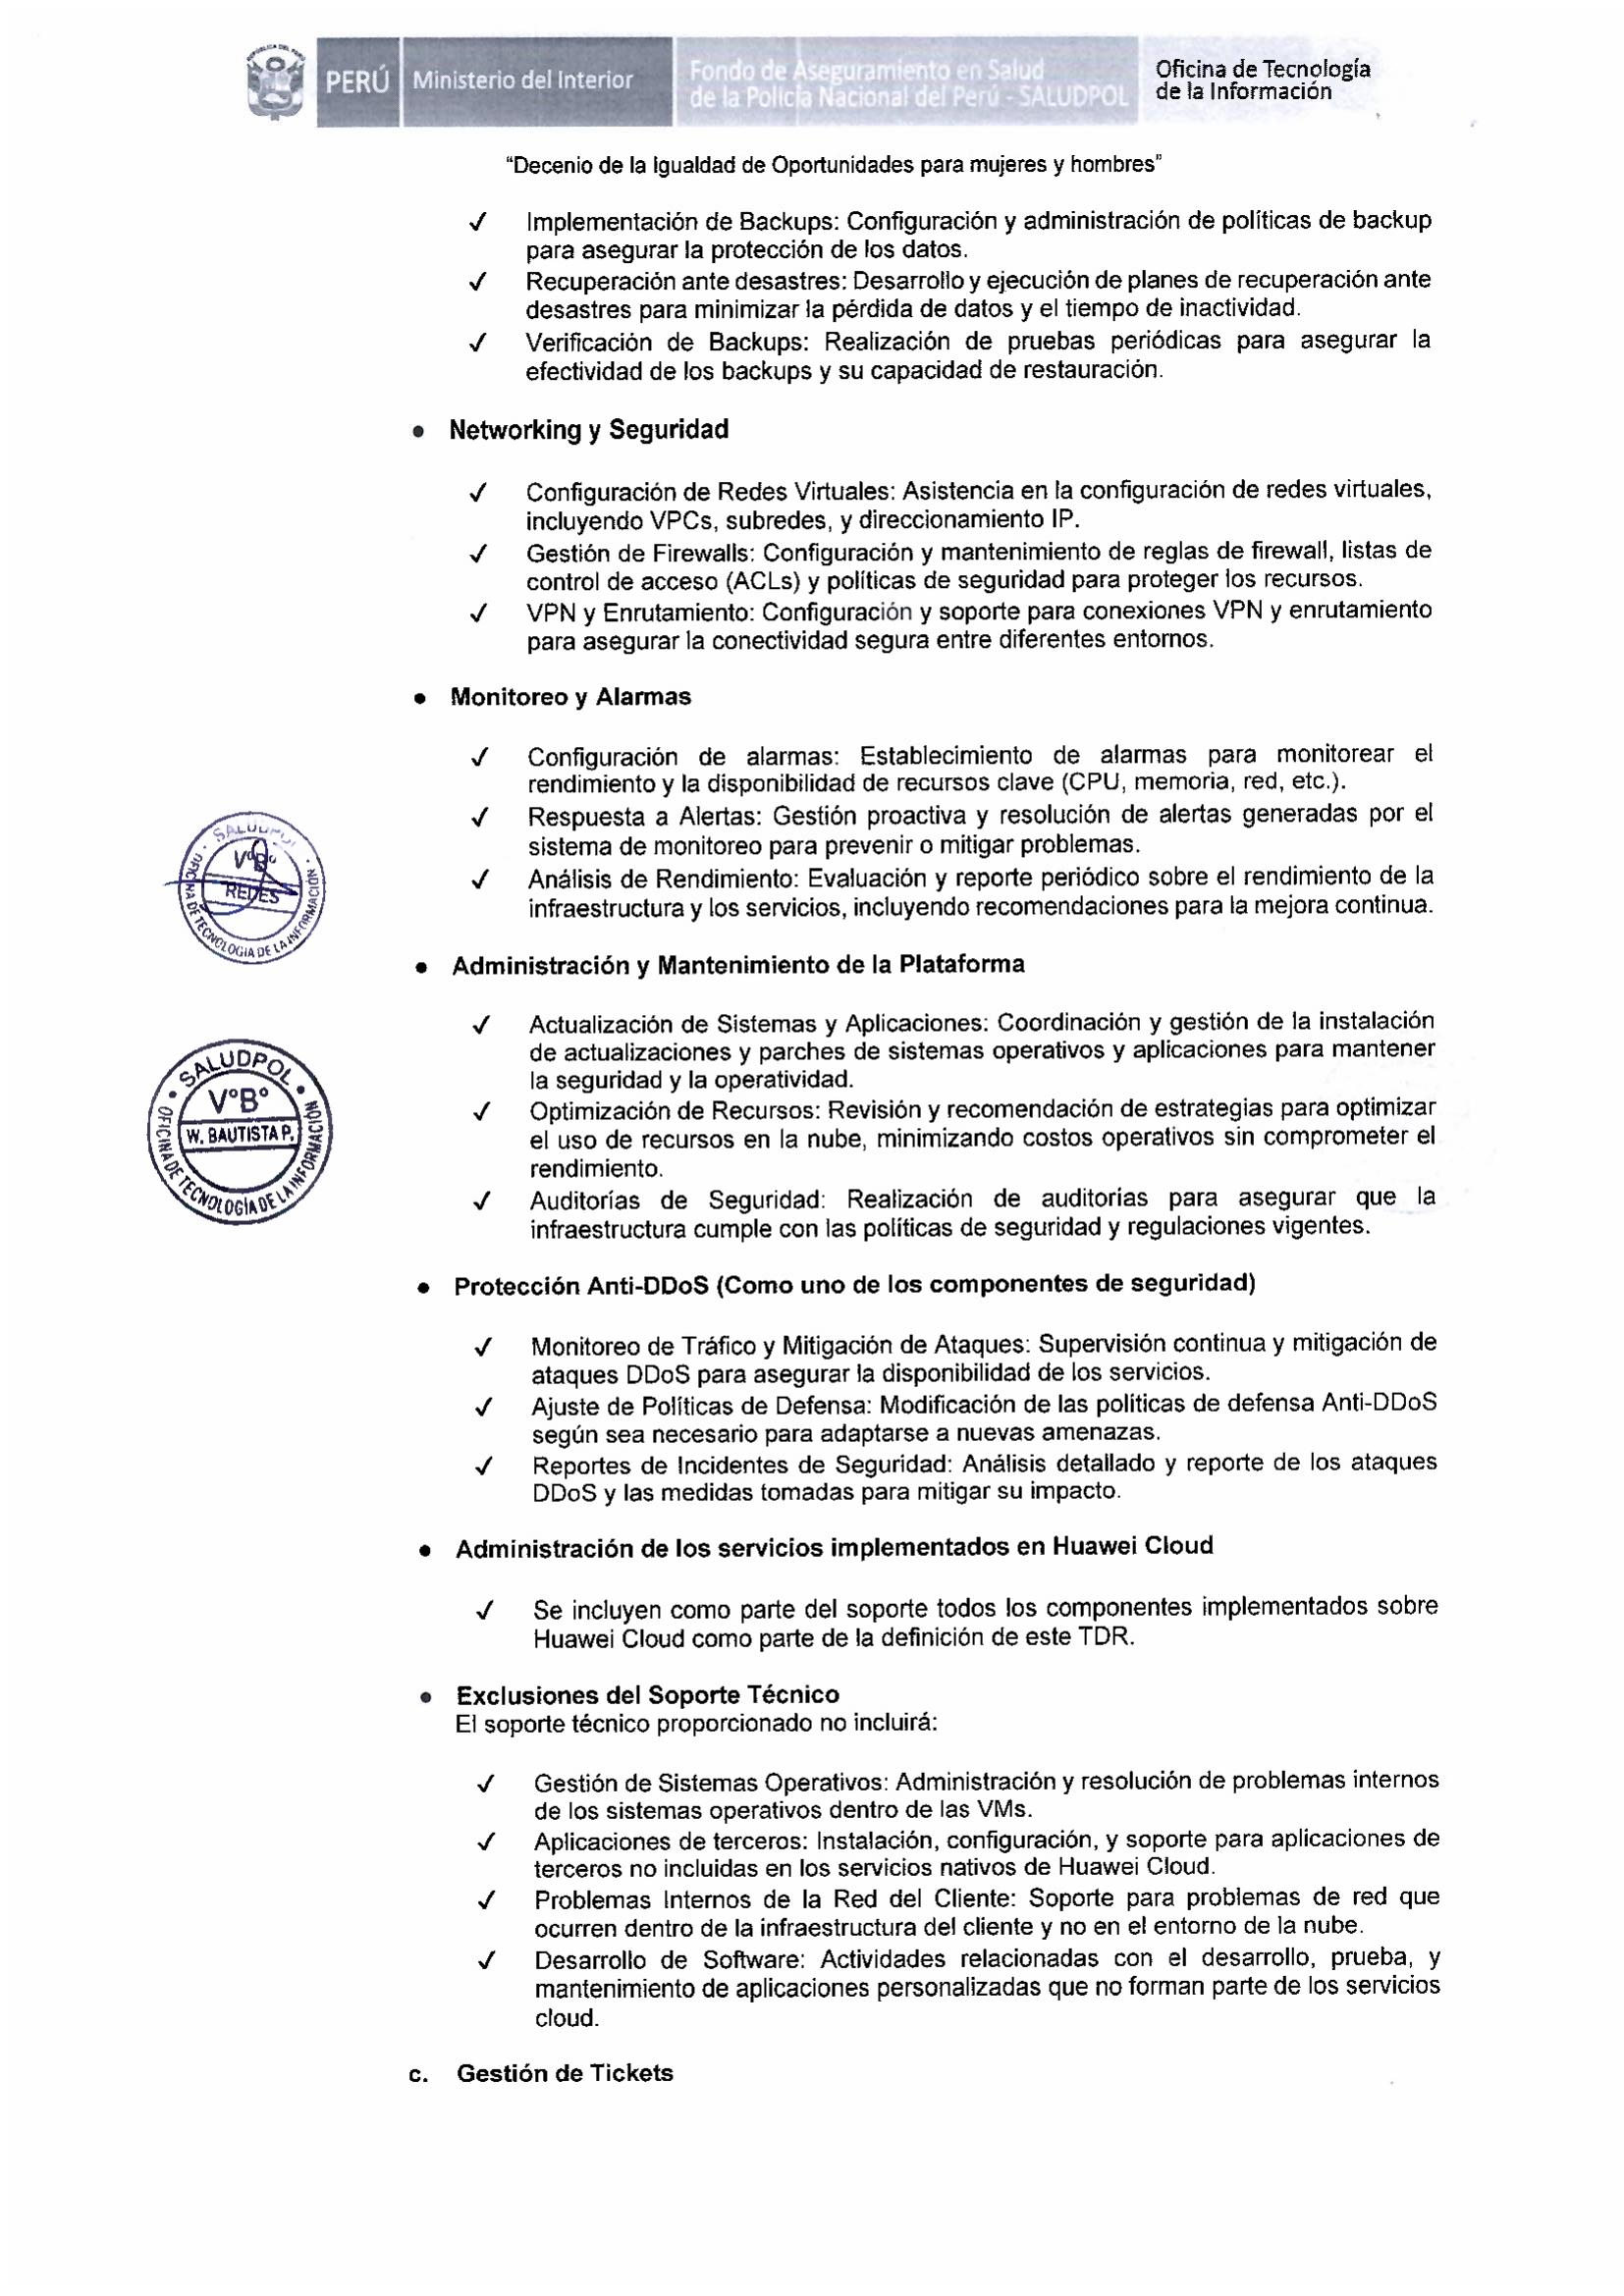 PERÚ
Ministerio del Interior
Fondo de Aseguramiento en Salud
de la Policía Nacional del Perú - SALUDPOL
Oficina de Tecnología
de la Información
“Decenio de la Igualdad de Oportunidades para mujeres y hombres”
✓ Implementación de Backups: Configuración y administración de políticas de backup
para asegurar la protección de los datos.
✓ Recuperación ante desastres: Desarrollo y ejecución de planes de recuperación ante
desastres para minimizar la pérdida de datos y el tiempo de inactividad.
✓ Verificación de Backups: Realización de pruebas periódicas para asegurar la
efectividad de los backups y su capacidad de restauración.
• Networking y Seguridad
✓ Configuración de Redes Virtuales: Asistencia en la configuración de redes virtuales,
incluyendo VPCs, subredes, y direccionamiento IP.
✓ Gestión de Firewalls: Configuración y mantenimiento de reglas de firewall, listas de
control de acceso (ACLs) y políticas de seguridad para proteger los recursos.
✓ VPN y Enrutamiento: Configuración y soporte para conexiones VPN y enrutamiento
para asegurar la conectividad segura entre diferentes entornos.
• Monitoreo y Alarmas
✓ Configuración de alarmas: Establecimiento de alarmas para monitorear el
rendimiento y la disponibilidad de recursos clave (CPU, memoria, red, etc.).
✓ Respuesta a Alertas: Gestión proactiva y resolución de alertas generadas por el
sistema de monitoreo para prevenir o mitigar problemas.
✓ Análisis de Rendimiento: Evaluación y reporte periódico sobre el rendimiento de la
infraestructura y los servicios, incluyendo recomendaciones para la mejora continua.
SALUDPOL
V°B°
REDES
OFICINA DE TECNOLOGIA DE LA INFORMACIÓN
• Administración y Mantenimiento de la Plataforma
✓ Actualización de Sistemas y Aplicaciones: Coordinación y gestión de la instalación
de actualizaciones y parches de sistemas operativos y aplicaciones para mantener
la seguridad y la operatividad.
✓ Optimización de Recursos: Revisión y recomendación de estrategias para optimizar
el uso de recursos en la nube, minimizando costos operativos sin comprometer el
rendimiento.
✓ Auditorías de Seguridad: Realización de auditorías para asegurar que la
infraestructura cumple con las políticas de seguridad y regulaciones vigentes.
SALUDPOL
V°B°
W. BAUTISTA P.
OFICINA DE TECNOLOGÍA DE LA INFORMACIÓN
• Protección Anti-DDoS (Como uno de los componentes de seguridad)
✓ Monitoreo de Tráfico y Mitigación de Ataques: Supervisión continua y mitigación de
ataques DDoS para asegurar la disponibilidad de los servicios.
✓ Ajuste de Políticas de Defensa: Modificación de las políticas de defensa Anti-DDoS
según sea necesario para adaptarse a nuevas amenazas.
✓ Reportes de Incidentes de Seguridad: Análisis detallado y reporte de los ataques
DDoS y las medidas tomadas para mitigar su impacto.
• Administración de los servicios implementados en Huawei Cloud
✓ Se incluyen como parte del soporte todos los componentes implementados sobre
Huawei Cloud como parte de la definición de este TDR.
• Exclusiones del Soporte Técnico
El soporte técnico proporcionado no incluirá:
✓ Gestión de Sistemas Operativos: Administración y resolución de problemas internos
de los sistemas operativos dentro de las VMs.
✓ Aplicaciones de terceros: Instalación, configuración, y soporte para aplicaciones de
terceros no incluidas en los servicios nativos de Huawei Cloud.
✓ Problemas Internos de la Red del Cliente: Soporte para problemas de red que
ocurren dentro de la infraestructura del cliente y no en el entorno de la nube.
✓ Desarrollo de Software: Actividades relacionadas con el desarrollo, prueba, y
mantenimiento de aplicaciones personalizadas que no forman parte de los servicios
cloud.
c. Gestión de Tickets